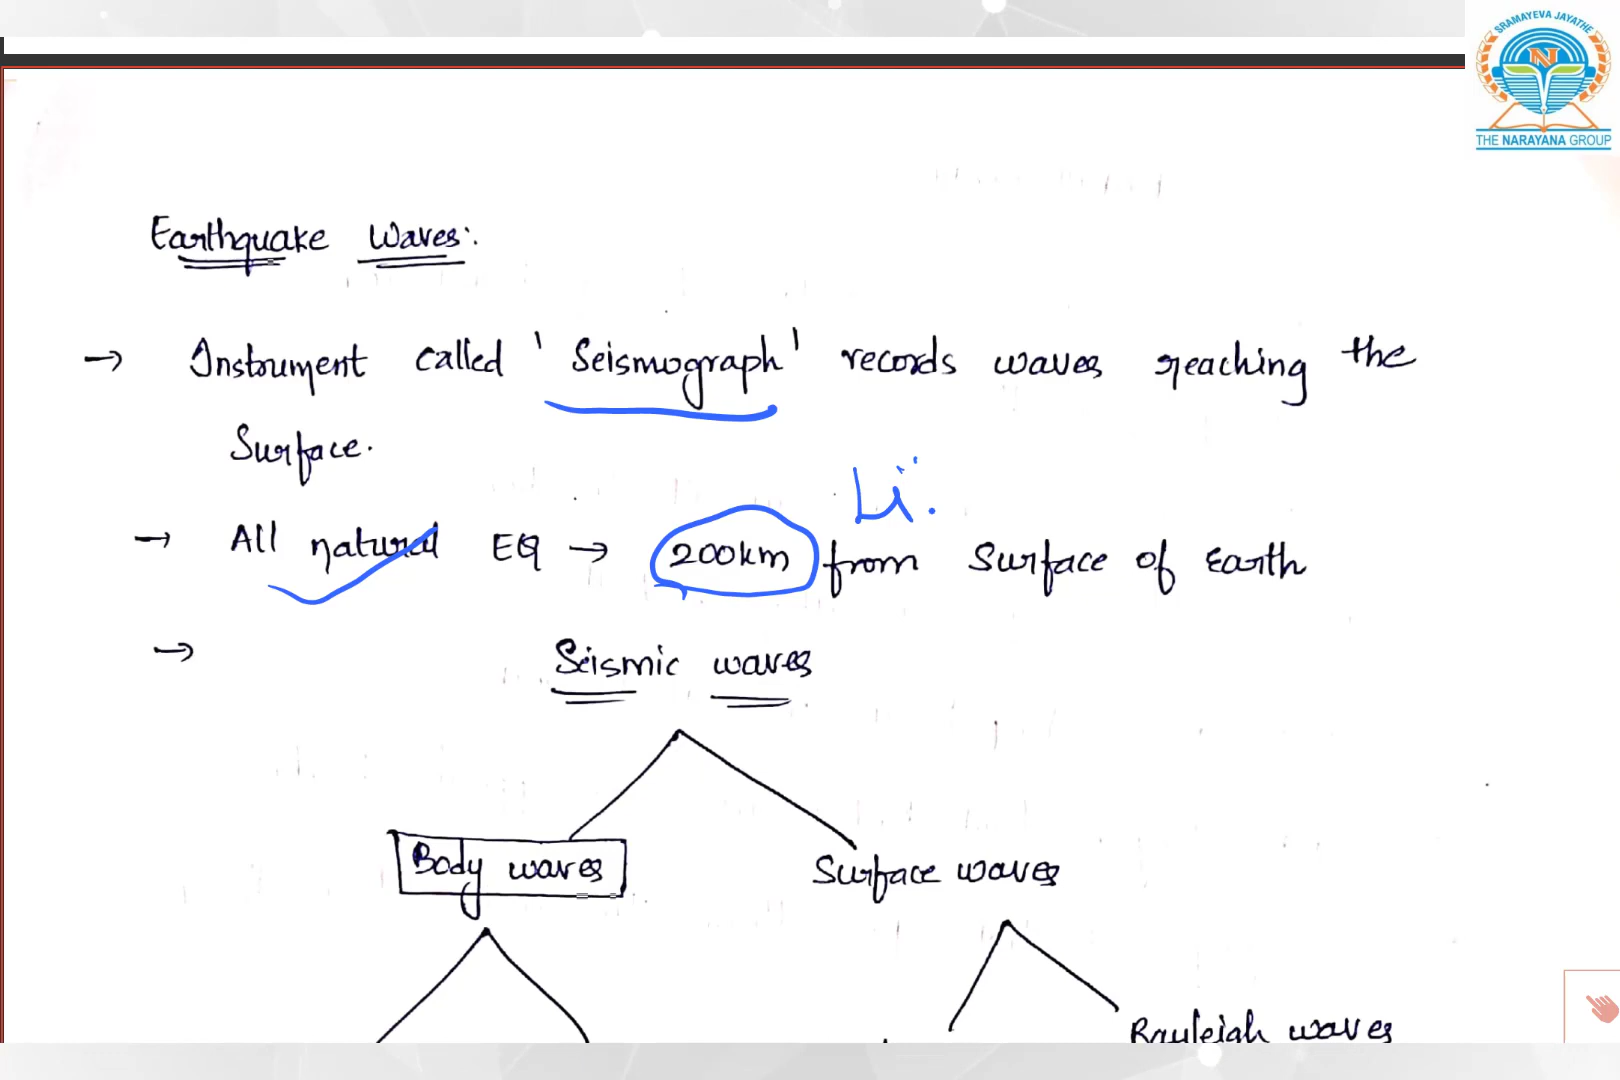 SRAMAYEVA JAYATHE
N
THE NARAYANA GROUP
Earthquake Waves:
→ Instrument called 'Seismograph' records waves reaching the
Surface.
Li.
→ All natural EQ → 200km from Surface of Earth
→ Seismic waves
Body waves Surface waves
Rayleigh waves